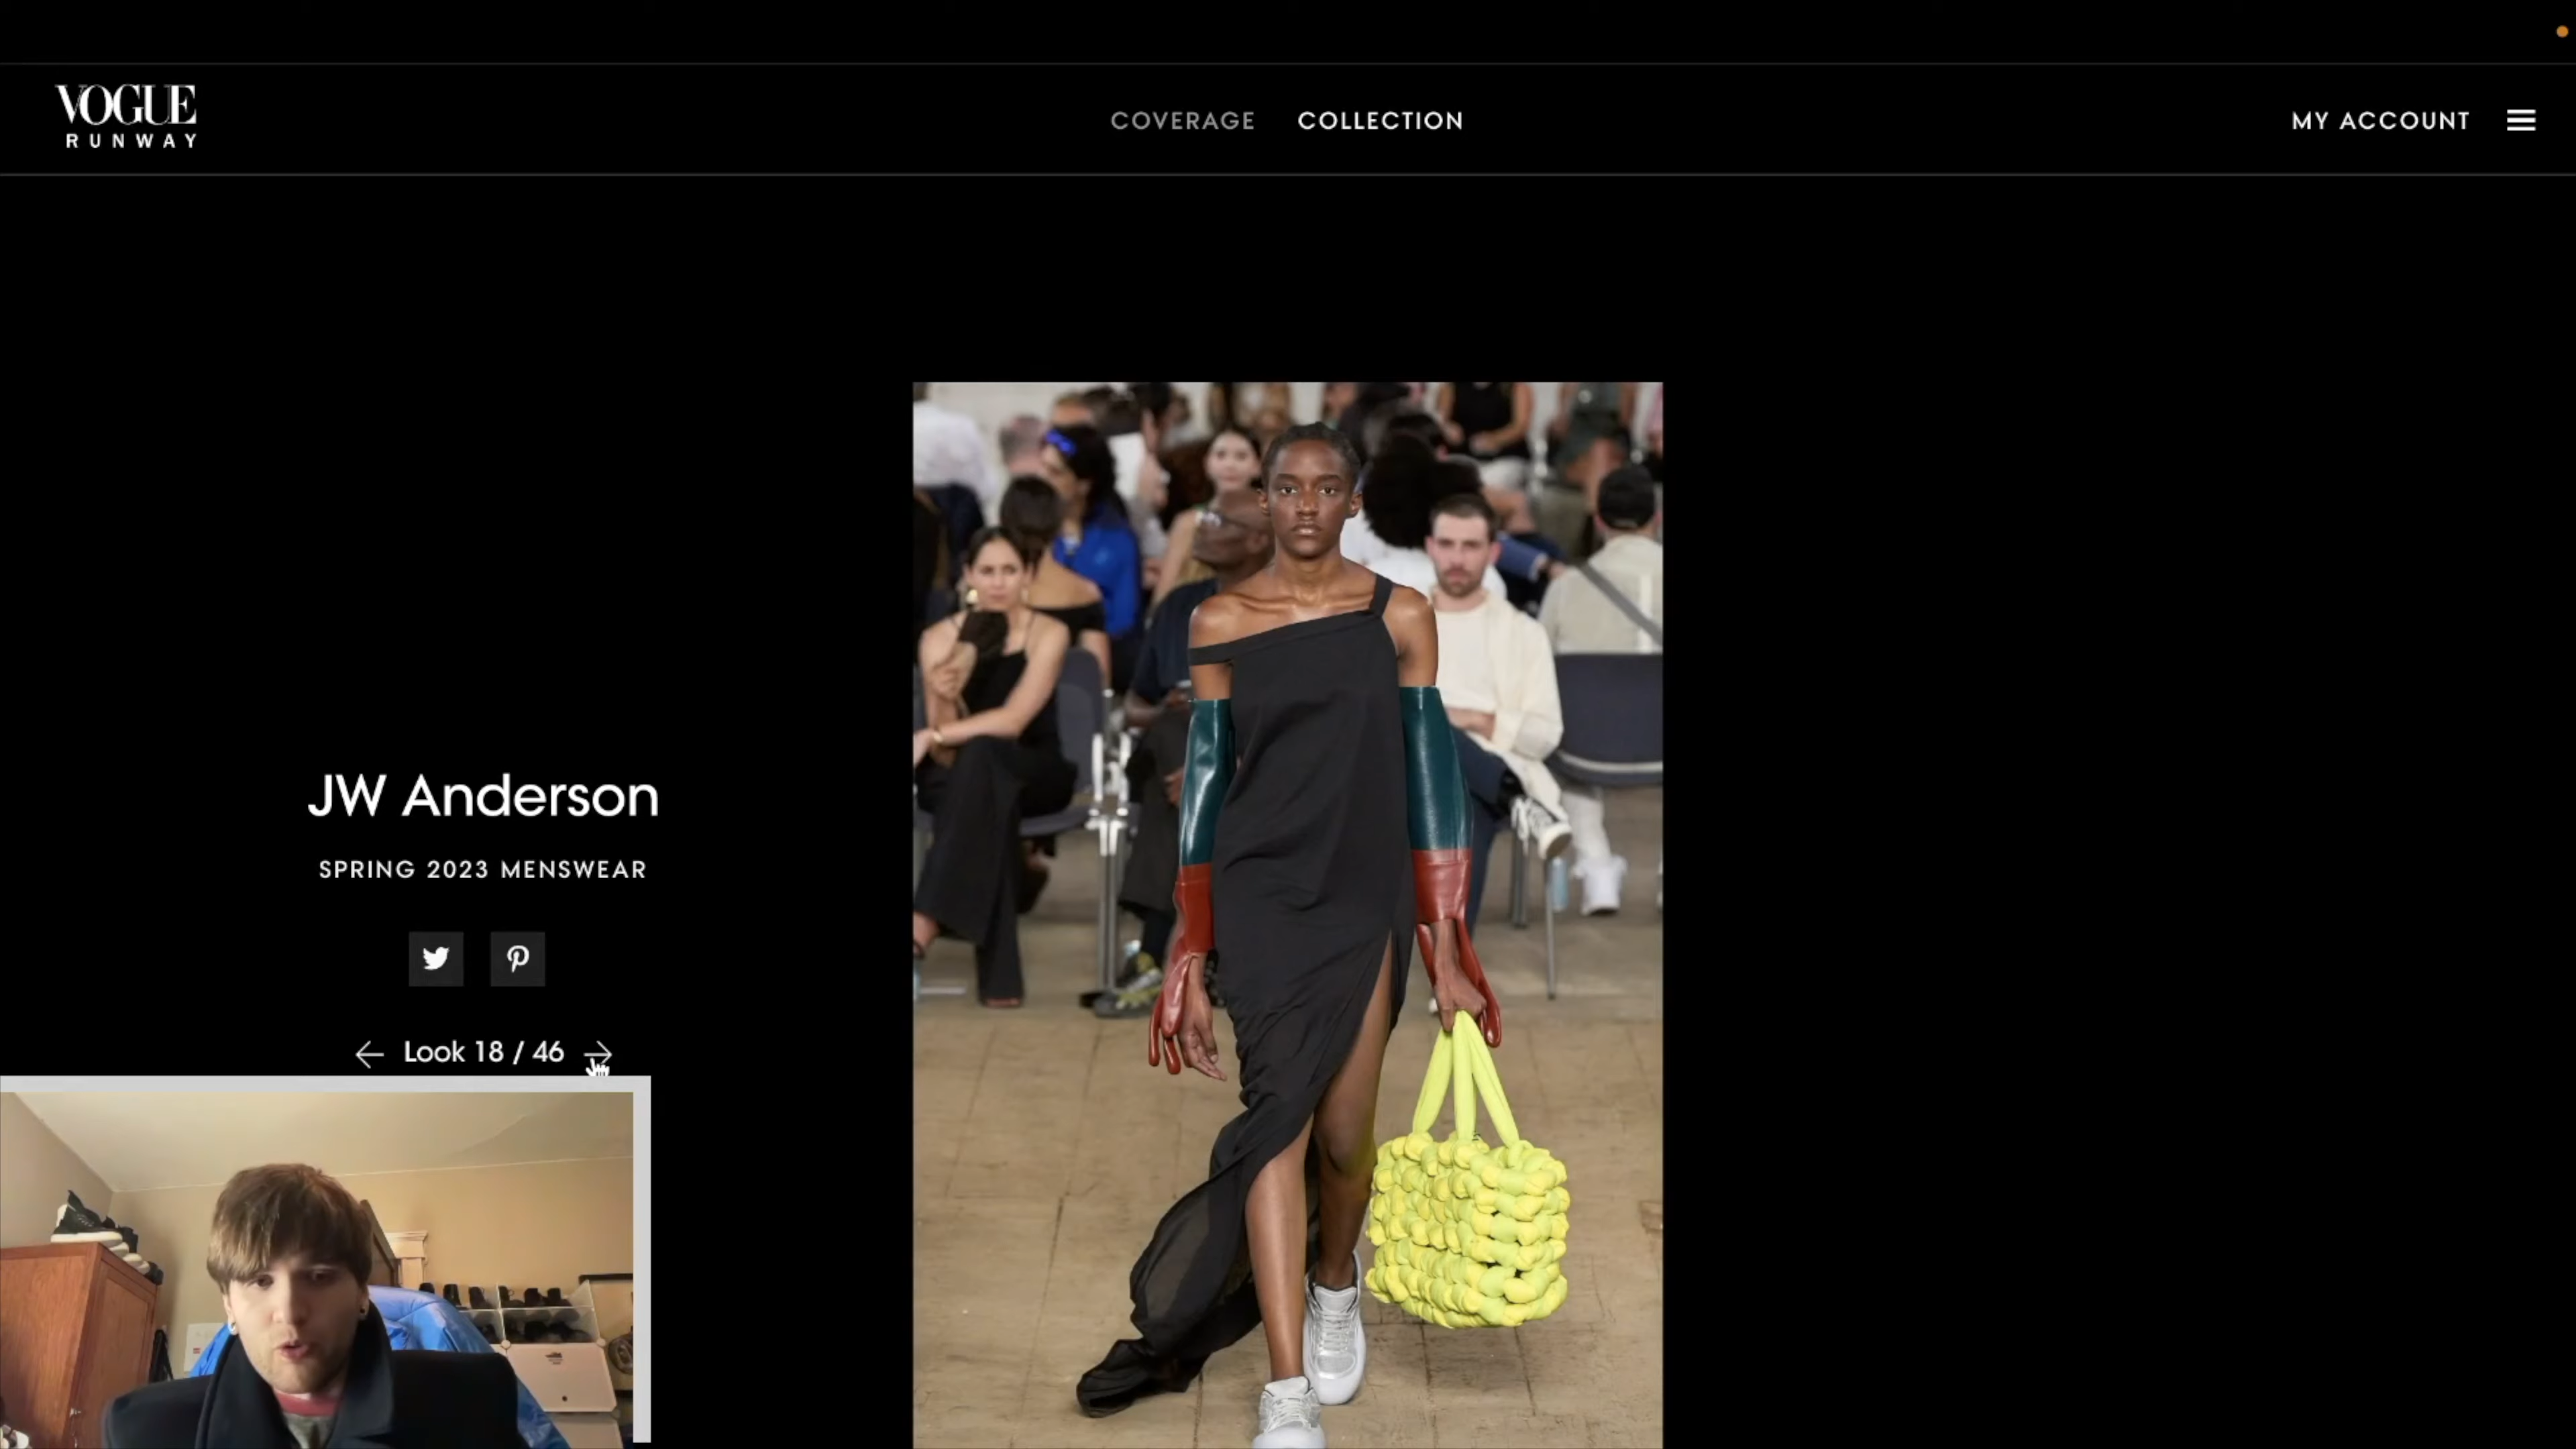 VOGUE
RUNWAY
COVERAGE COLLECTION
MY ACCOUNT
JW Anderson
SPRING 2023 MENSWEAR
Look 18 / 46